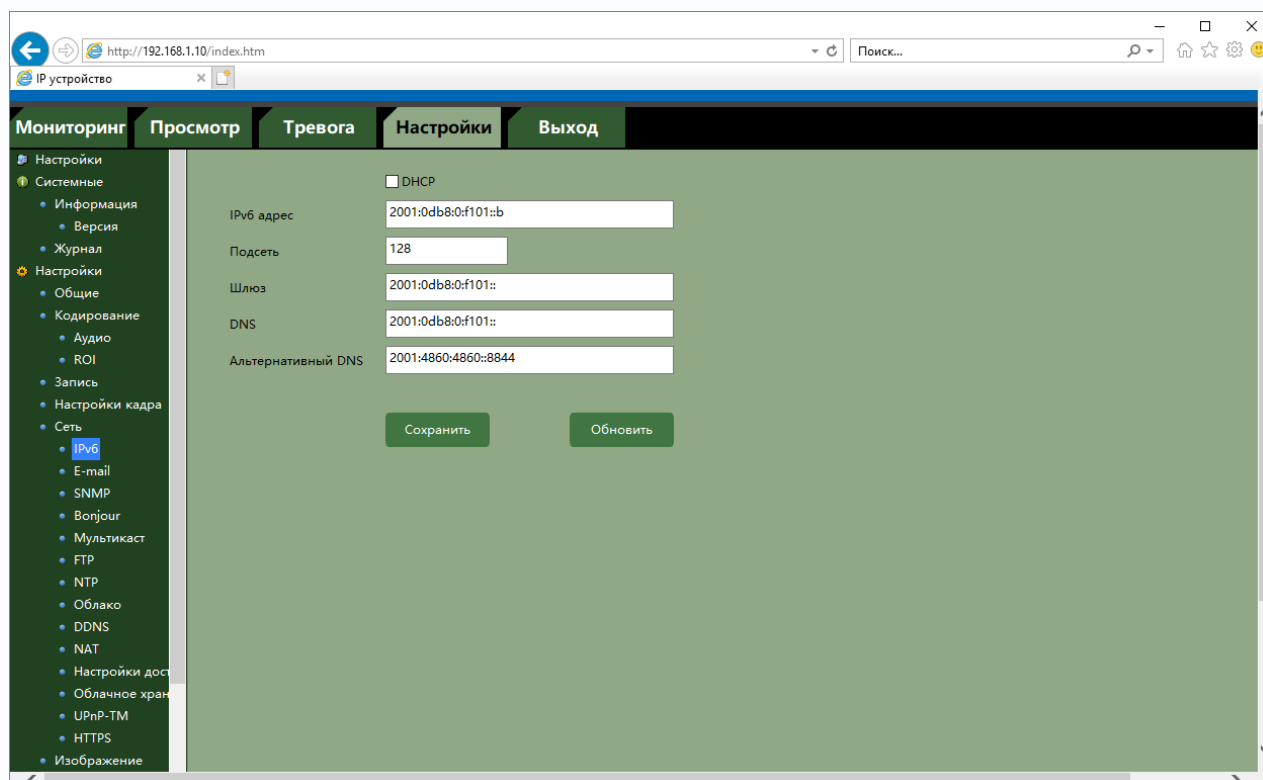 http://192.168.1.10/index.htm
Поиск...
IP устройство
Мониторинг Просмотр Тревога Настройки Выход
Настройки
Системные
Информация
Версия
Журнал
Настройки
Общие
Кодирование
Аудио
ROI
Запись
Настройки кадра
Сеть
IPv6
E-mail
SNMP
Bonjour
Мультикаст
FTP
NTP
Облако
DDNS
NAT
Настройки дост
Облачное хран
UPnP-TM
HTTPS
Изображение
DHCP
IPv6 адрес 2001:0db8:0:f101::b
Подсеть 128
Шлюз 2001:0db8:0:f101::
DNS 2001:0db8:0:f101::
Альтернативный DNS 2001:4860:4860::8844
Сохранить Обновить